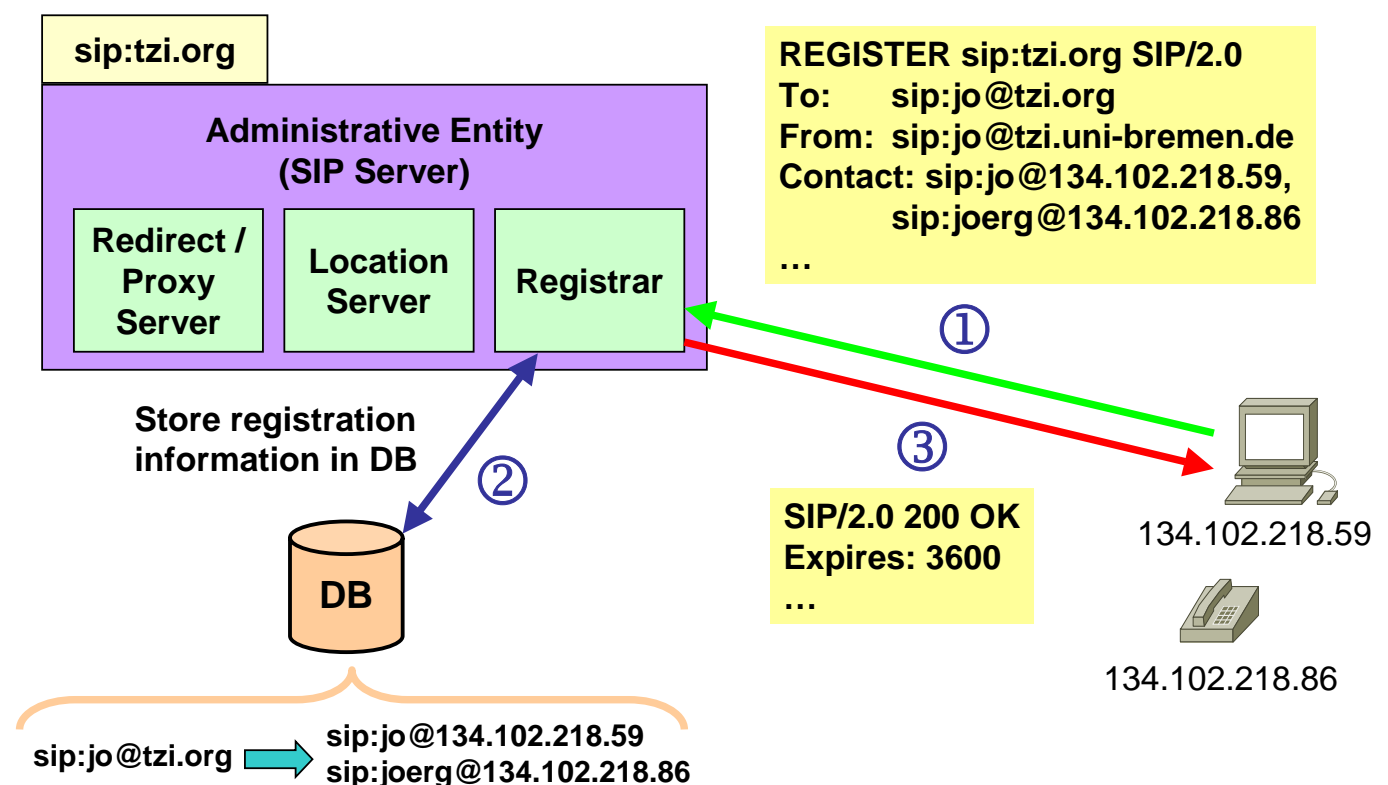 sip:tzi.org
Administrative Entity
(SIP Server)
Redirect /
Proxy
Server
Location
Server
Registrar
REGISTER sip:tzi.org SIP/2.0
To: sip:jo@tzi.org
From: sip:jo@tzi.uni-bremen.de
Contact: sip:jo@134.102.218.59,
sip:joerg@134.102.218.86
…
①
Store registration
information in DB
②
③
SIP/2.0 200 OK
Expires: 3600
…
134.102.218.59
134.102.218.86
DB
sip:jo@tzi.org
sip:jo@134.102.218.59
sip:joerg@134.102.218.86